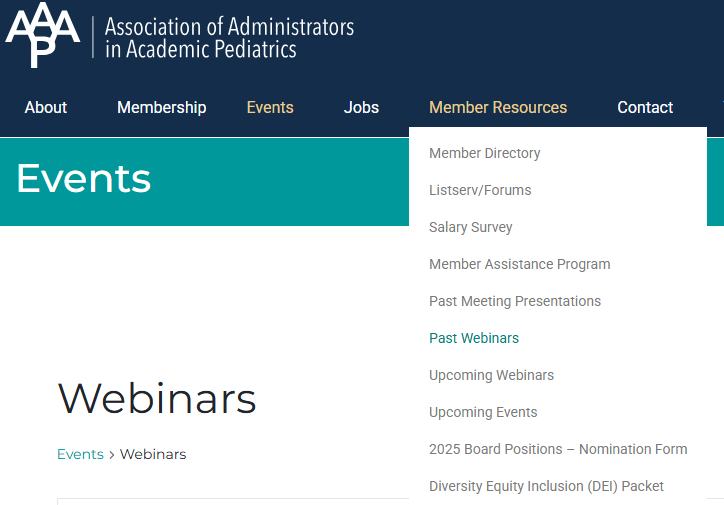 AAAP
Association of Administrators
in Academic Pediatrics
About Membership Events Jobs Member Resources Contact
Events
Member Directory
Listserv/Forums
Salary Survey
Member Assistance Program
Past Meeting Presentations
Past Webinars
Upcoming Webinars
Upcoming Events
2025 Board Positions – Nomination Form
Diversity Equity Inclusion (DEI) Packet
Webinars
Events > Webinars